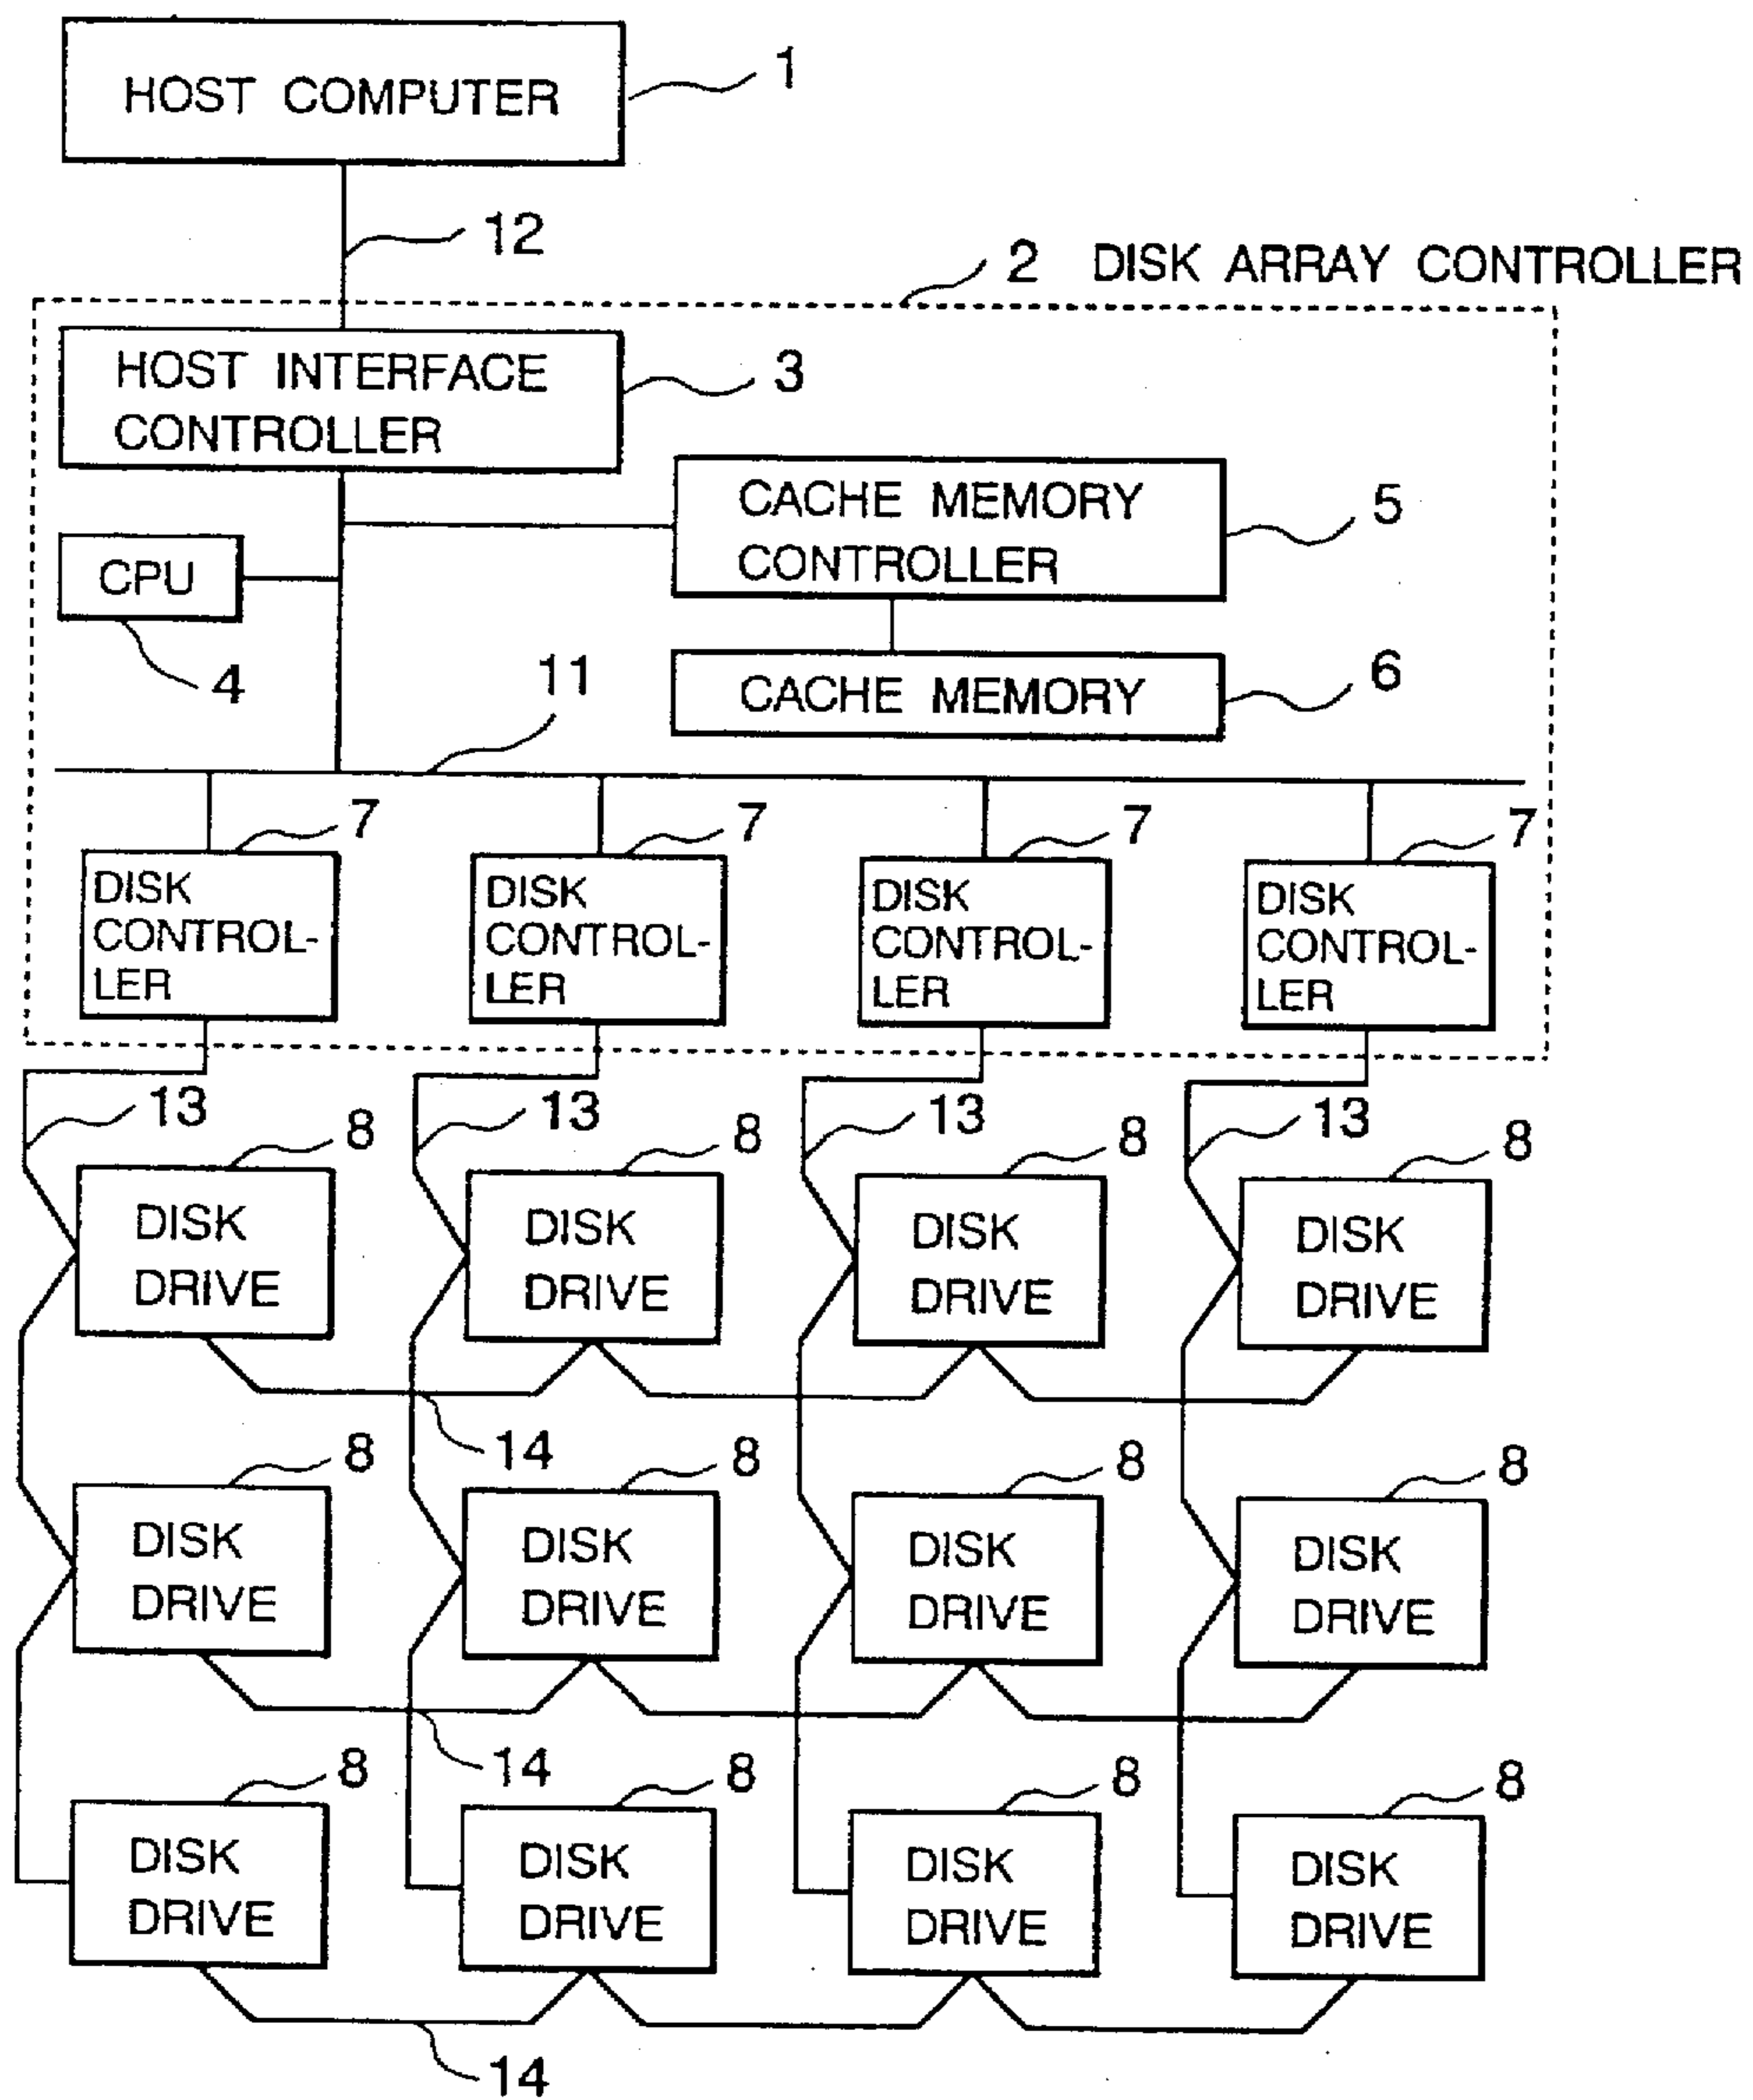 HOST COMPUTER
1
12
2 DISK ARRAY CONTROLLER
HOST INTERFACE
CONTROLLER
3
CACHE MEMORY
CONTROLLER
5
CPU
4
CACHE MEMORY
6
11
7
7
7
7
DISK
CONTROL-
LER
DISK
CONTROL-
LER
DISK
CONTROL-
LER
DISK
CONTROL-
LER
13
13
13
13
8
8
8
8
DISK
DRIVE
DISK
DRIVE
DISK
DRIVE
DISK
DRIVE
14
8
8
8
8
DISK
DRIVE
DISK
DRIVE
DISK
DRIVE
DISK
DRIVE
14
8
8
8
8
DISK
DRIVE
DISK
DRIVE
DISK
DRIVE
DISK
DRIVE
14